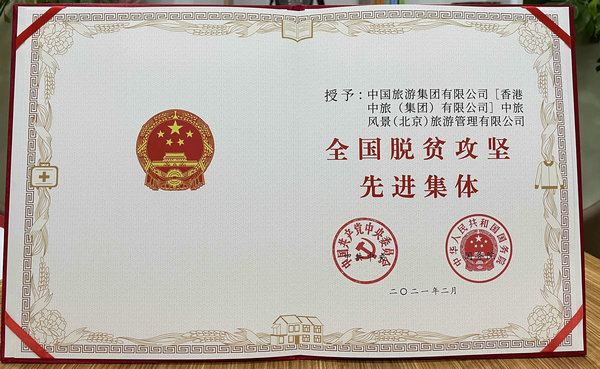 授予：中国旅游集团有限公司［香港
中旅（集团）有限公司］中旅
风景（北京）旅游管理有限公司
全国脱贫攻坚
先进集体
中国共产党中央委员会
中华人民共和国国务院
二〇二一年二月